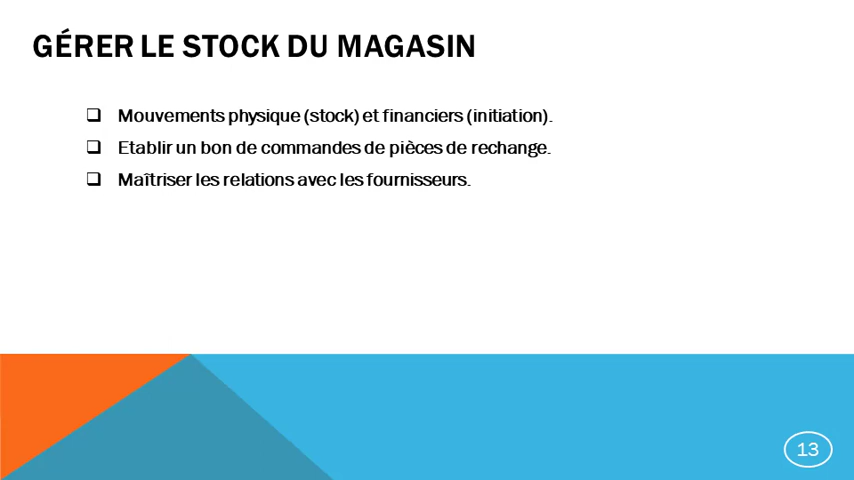 GÉRER LE STOCK DU MAGASIN
❑ Mouvements physique (stock) et financiers (initiation).
❑ Etablir un bon de commandes de pièces de rechange.
❑ Maîtriser les relations avec les fournisseurs.
13